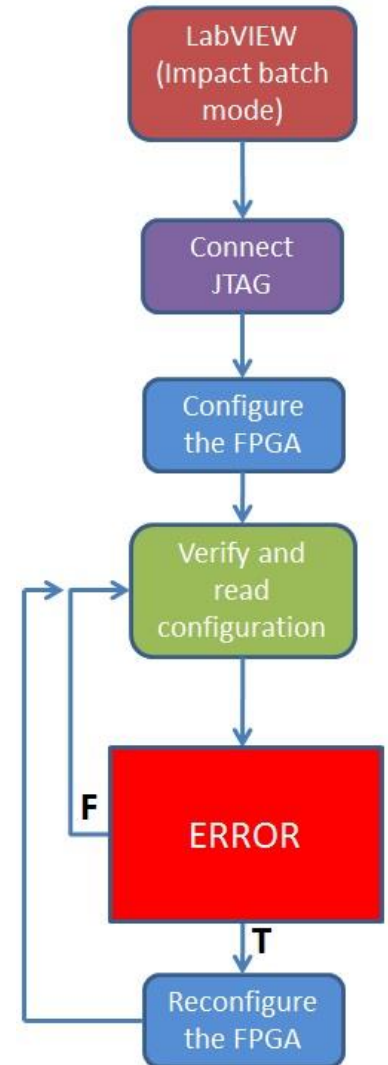 LabVIEW
(Impact batch
mode)
Connect
JTAG
Configure
the FPGA
Verify and
read
configuration
F
ERROR
T
Reconfigure
the FPGA